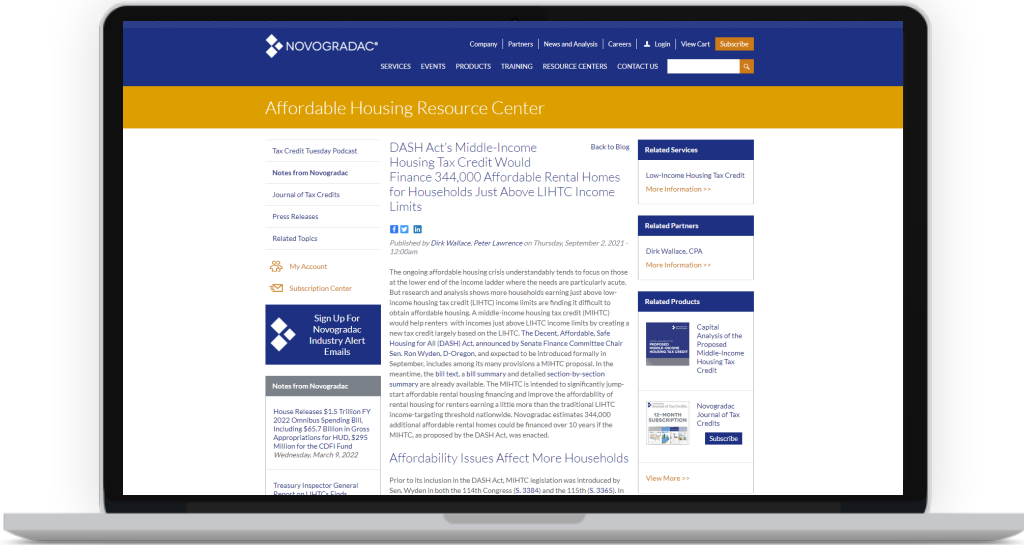 NOVOGRADAC®
Company | Partners | News and Analysis | Careers | Login | View Cart Subscribe
SERVICES EVENTS PRODUCTS TRAINING RESOURCE CENTERS CONTACT US
Affordable Housing Resource Center
Tax Credit Tuesday Podcast
Notes from Novogradac
Journal of Tax Credits
Press Releases
Related Topics
My Account
Subscription Center
Sign Up For
Novogradac
Industry Alert
Emails
Notes from Novogradac
House Releases $1.5 Trillion FY
2022 Omnibus Spending Bill,
Including $65.7 Billion in Gross
Appropriations for HUD, $295
Million for the CDFI Fund
Wednesday, March 9, 2022
Treasury Inspector General
Report on LIHTCs Finds
DASH Act's Middle-Income
Housing Tax Credit Would
Finance 344,000 Affordable Rental Homes
for Households Just Above LIHTC Income
Limits
Back to Blog
Published by Dirk Wallace, Peter Lawrence on Thursday, September 2, 2021 -
12:00am
The ongoing affordable housing crisis understandably tends to focus on those
at the lower end of the income ladder where the needs are particularly acute.
But research and analysis shows more households earning just above low-
income housing tax credit (LIHTC) income limits are finding it difficult to
obtain affordable housing. A middle-income housing tax credit (MIHTC)
would help renters with incomes just above LIHTC income limits by creating a
new tax credit largely based on the LIHTC. The Decent, Affordable, Safe
Housing for All (DASH) Act, announced by Senate Finance Committee Chair
Sen. Ron Wyden, D-Oregon, and expected to be introduced formally in
September, includes among its many provisions a MIHTC proposal. In the
meantime, the bill text, a bill summary and detailed section-by-section
summary are already available. The MIHTC is intended to significantly jump-
start affordable rental housing financing and improve the affordability of
rental housing for renters earning a little more than the traditional LIHTC
income-targeting threshold nationwide. Novogradac estimates 344,000
additional affordable rental homes could be financed over 10 years if the
MIHTC, as proposed by the DASH Act, was enacted.
Affordability Issues Affect More Households
Prior to its inclusion in the DASH Act, MIHTC legislation was introduced by
Sen. Wyden in both the 114th Congress (S. 3384) and the 115th (S. 3365). In
Related Services
Low-Income Housing Tax Credit
More Information >>
Related Partners
Dirk Wallace, CPA
More Information >>
Related Products
PROPOSED
MIDDLE-INCOME
HOUSING TAX CREDIT
Capital
Analysis of the
Proposed
Middle-Income
Housing Tax
Credit
Journal of Tax Credits
12-MONTH
SUBSCRIPTION
Novogradac
Journal of Tax
Credits
Subscribe
View More >>